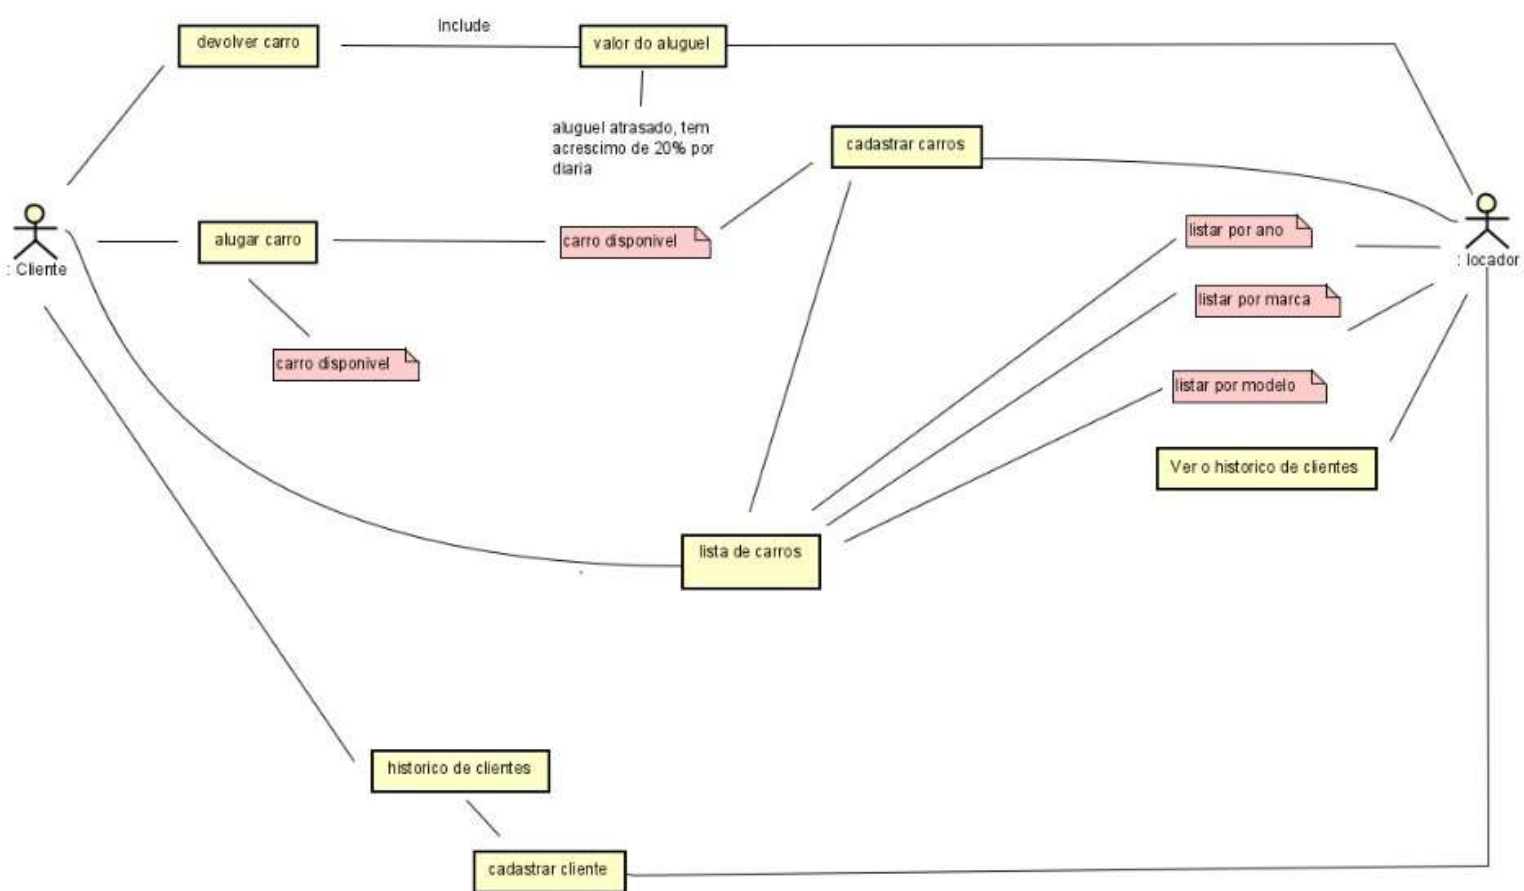 Include
devolver carro
valor do aluguel
aluguel atrasado, tem
acrescimo de 20% por
diaria
cadastrar carros
: Cliente
alugar carro
carro disponivel
listar por ano
: locador
listar por marca
carro disponivel
listar por modelo
Ver o historico de clientes
lista de carros
historico de clientes
cadastrar cliente